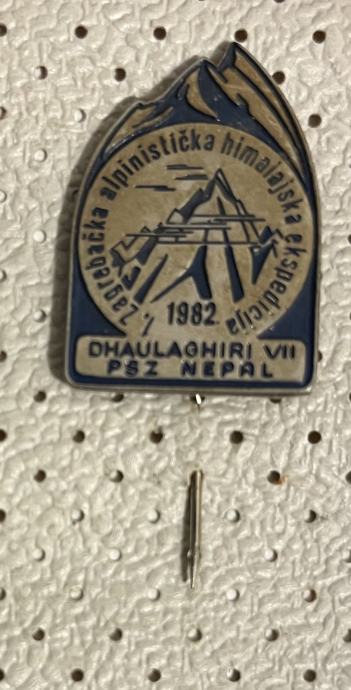 1. zagrebačka alpinistička himalajska ekspedicija
1982.
DHAULAGHIRI VII
PSZ NEPAL